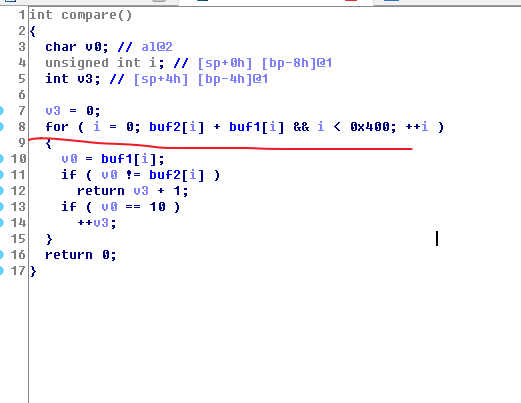 1 int compare()
2 {
3 char v0; // al@2
4 unsigned int i; // [sp+0h] [bp-8h]@1
5 int v3; // [sp+4h] [bp-4h]@1
6
7 v3 = 0;
8 for ( i = 0; buf2[i] + buf1[i] && i < 0x400; ++i )
9 {
10 v0 = buf1[i];
11 if ( v0 != buf2[i] )
12 return v3 + 1;
13 if ( v0 == 10 )
14 ++v3;
15 }
16 return 0;
17 }